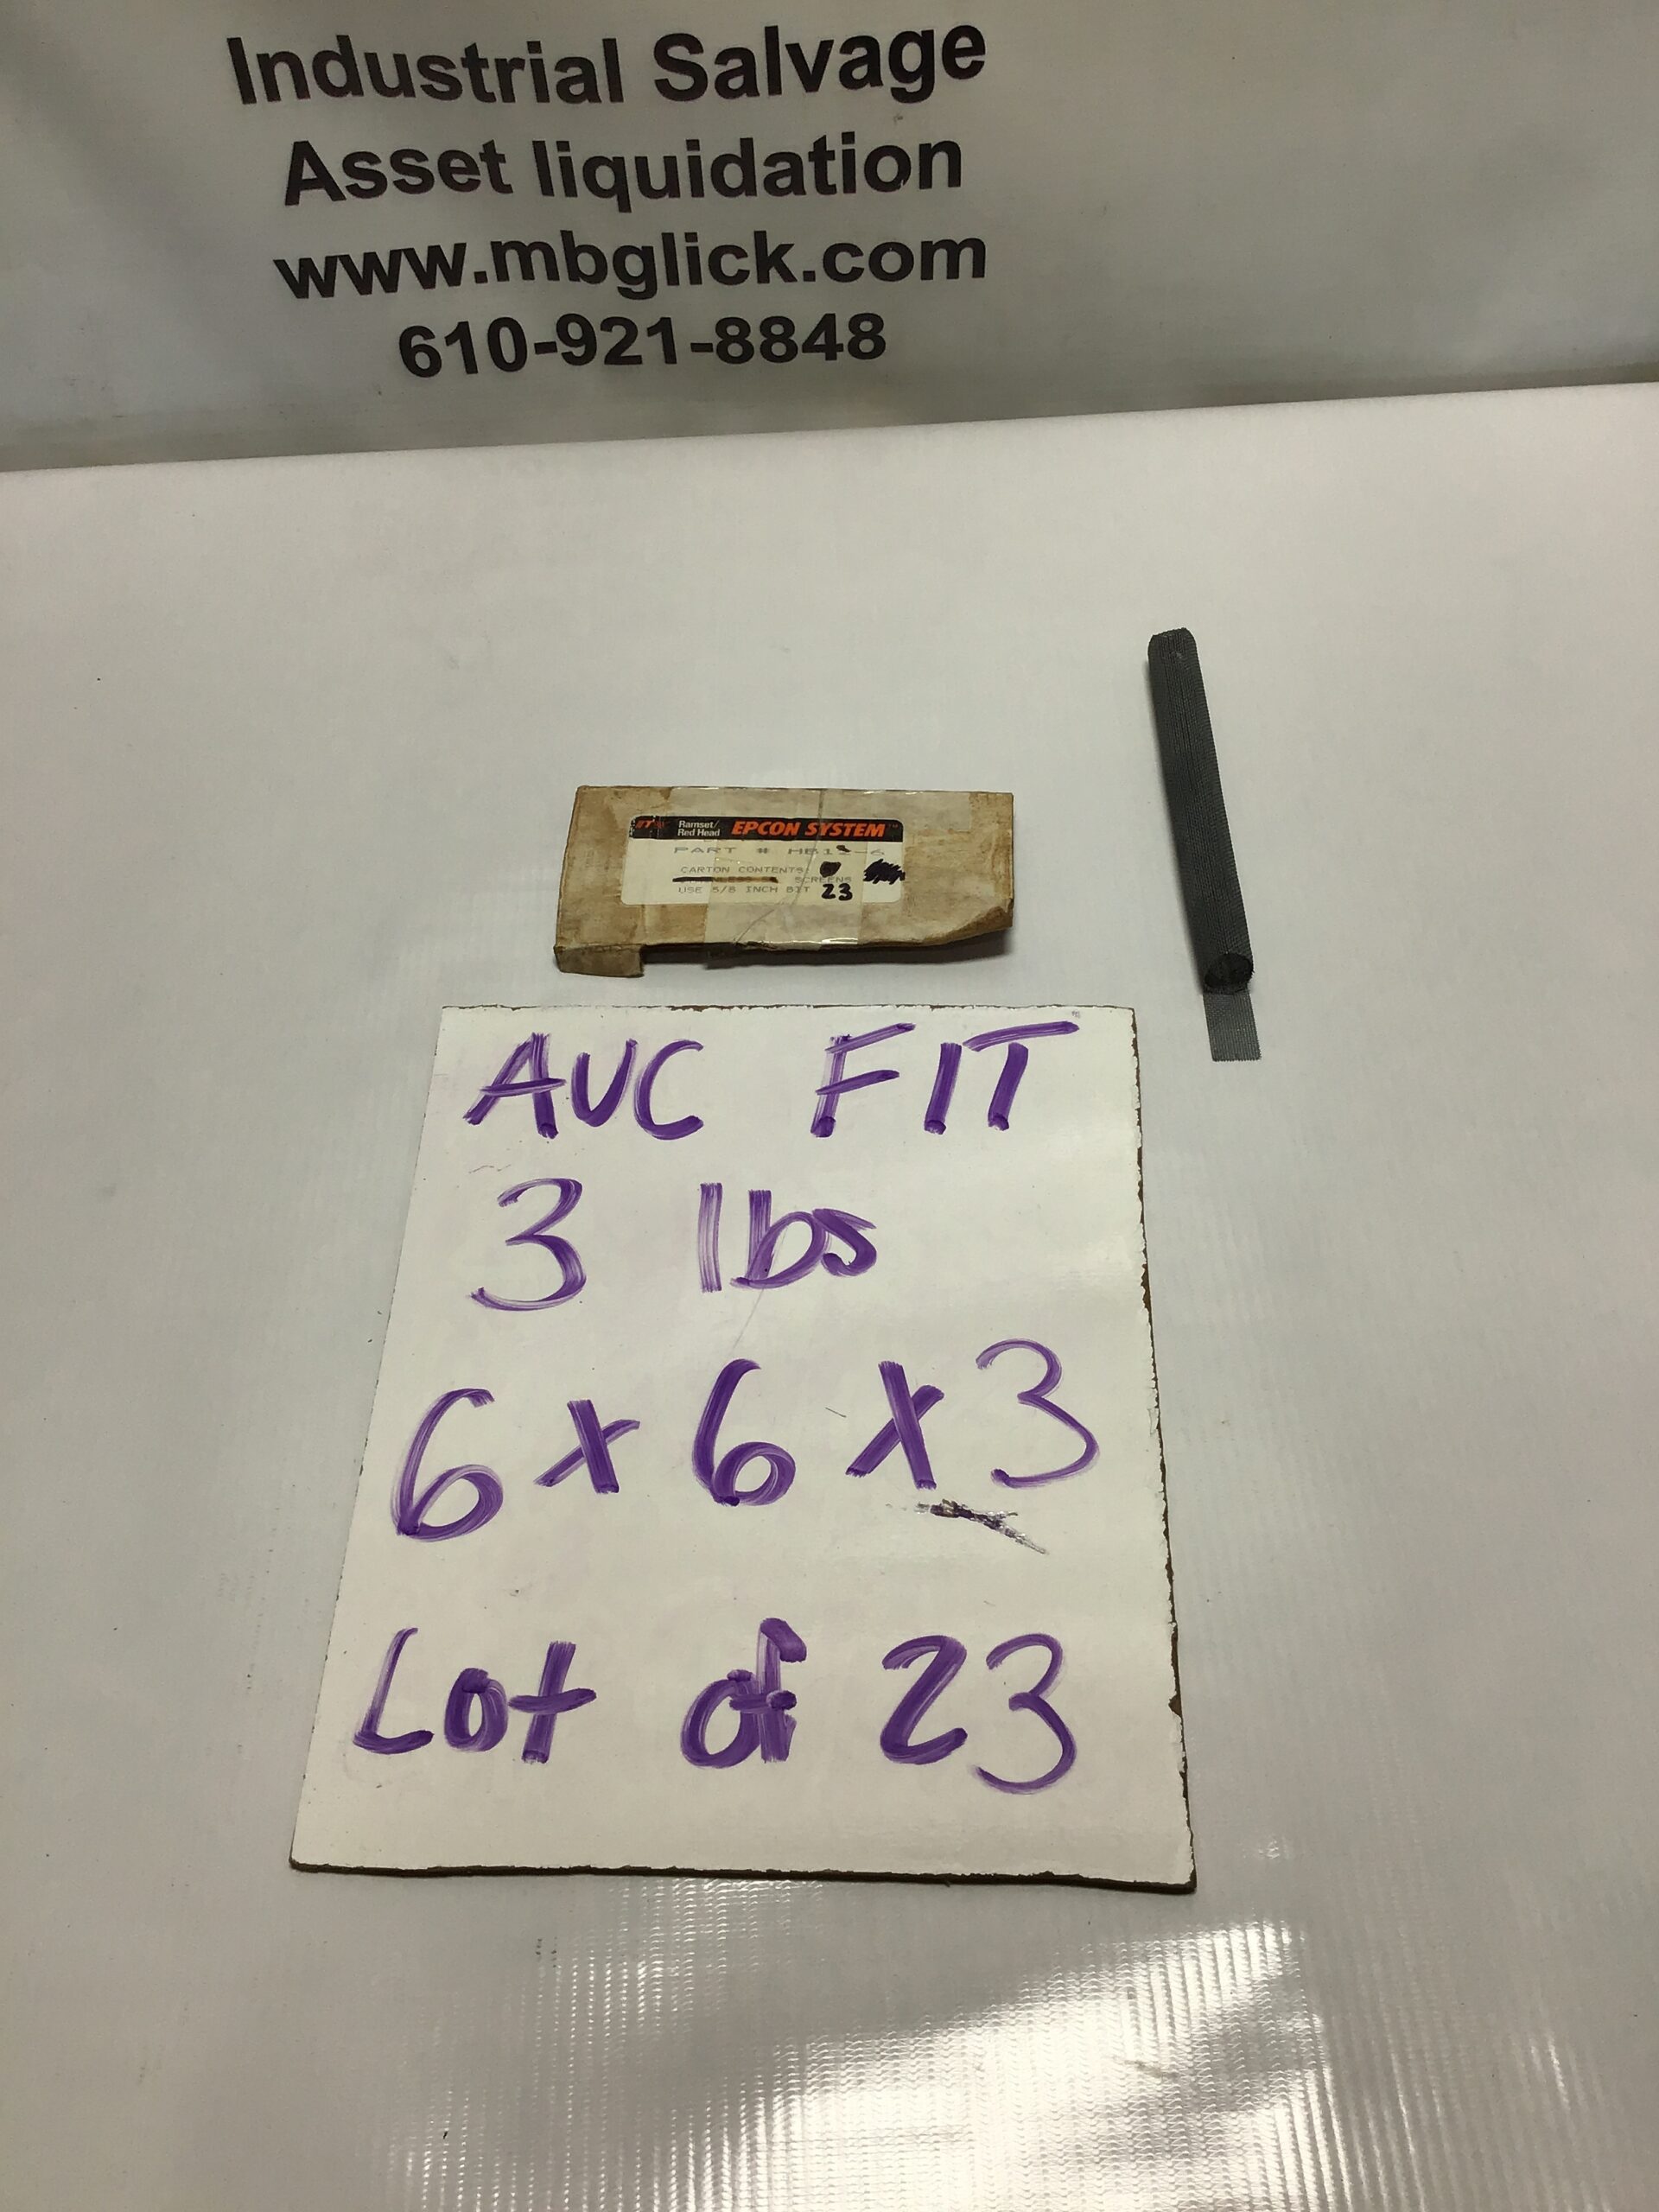 Industrial Salvage
Asset liquidation
www.mbglick.com
610-921-8848
Ramset/
Red Head
EPCON SYSTEM
PART #
CARTON CONTENTS:
SCREENS
USE 5/8 INCH BIT
23
AUC FIT
3 lbs
6 x 6 x 3
Lot of 23